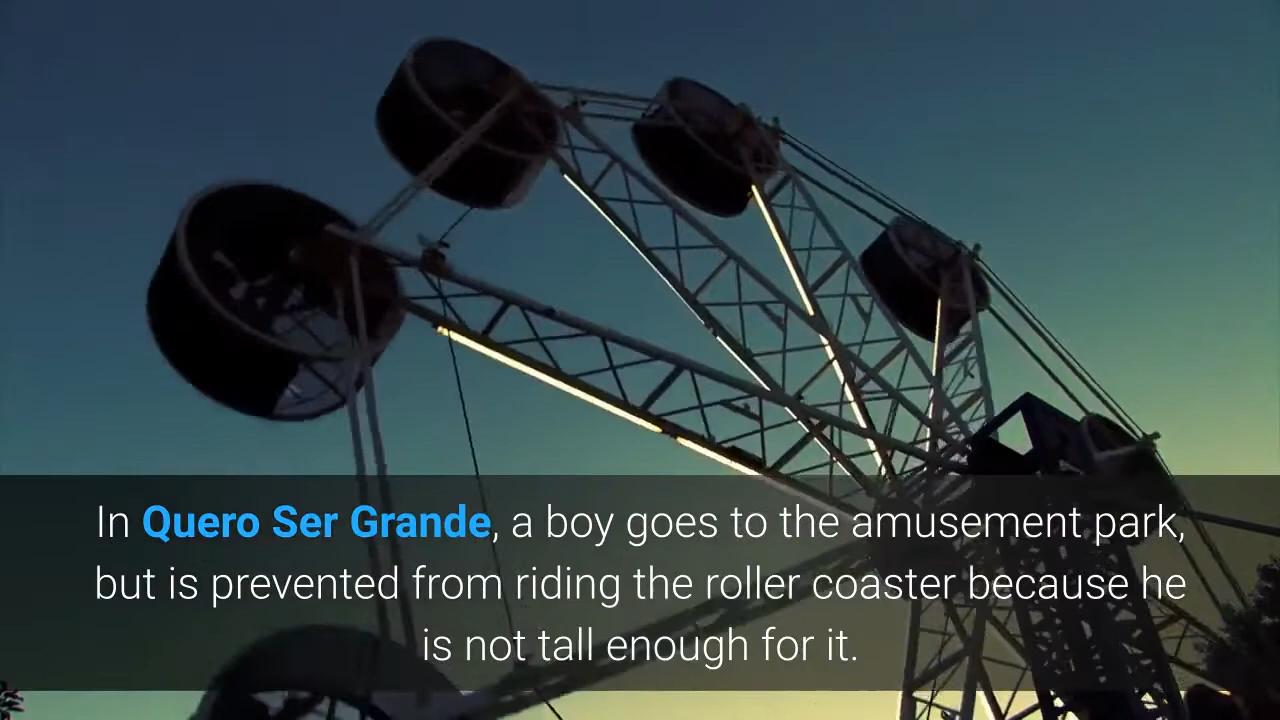 In Quero Ser Grande, a boy goes to the amusement park,
but is prevented from riding the roller coaster because he
is not tall enough for it.